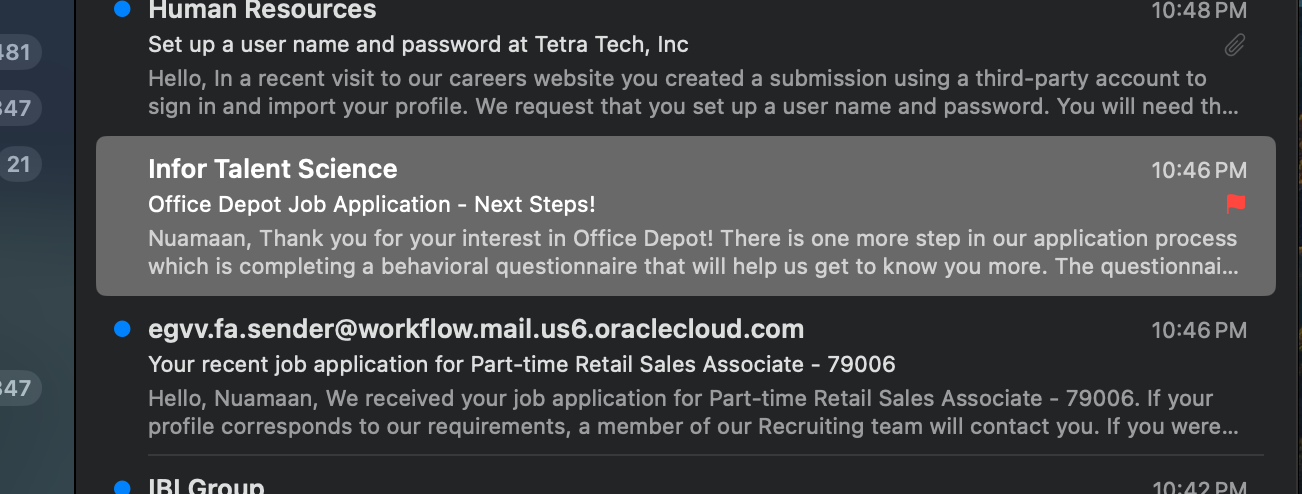 Human Resources
10:48 PM
481
Set up a user name and password at Tetra Tech, Inc
Hello, In a recent visit to our careers website you created a submission using a third-party account to
347
sign in and import your profile. We request that you set up a user name and password. You will need th...
21
Infor Talent Science
10:46 PM
Office Depot Job Application - Next Steps!
Nuamaan, Thank you for your interest in Office Depot! There is one more step in our application process
which is completing a behavioral questionnaire that will help us get to know you more. The questionnai...
egvv.fa.sender@workflow.mail.us6.oraclecloud.com
10:46 PM
Your recent job application for Part-time Retail Sales Associate - 79006
347
Hello, Nuamaan, We received your job application for Part-time Retail Sales Associate - 79006. If your
profile corresponds to our requirements, a member of our Recruiting team will contact you. If you were...
IBI Group
10:42 PM